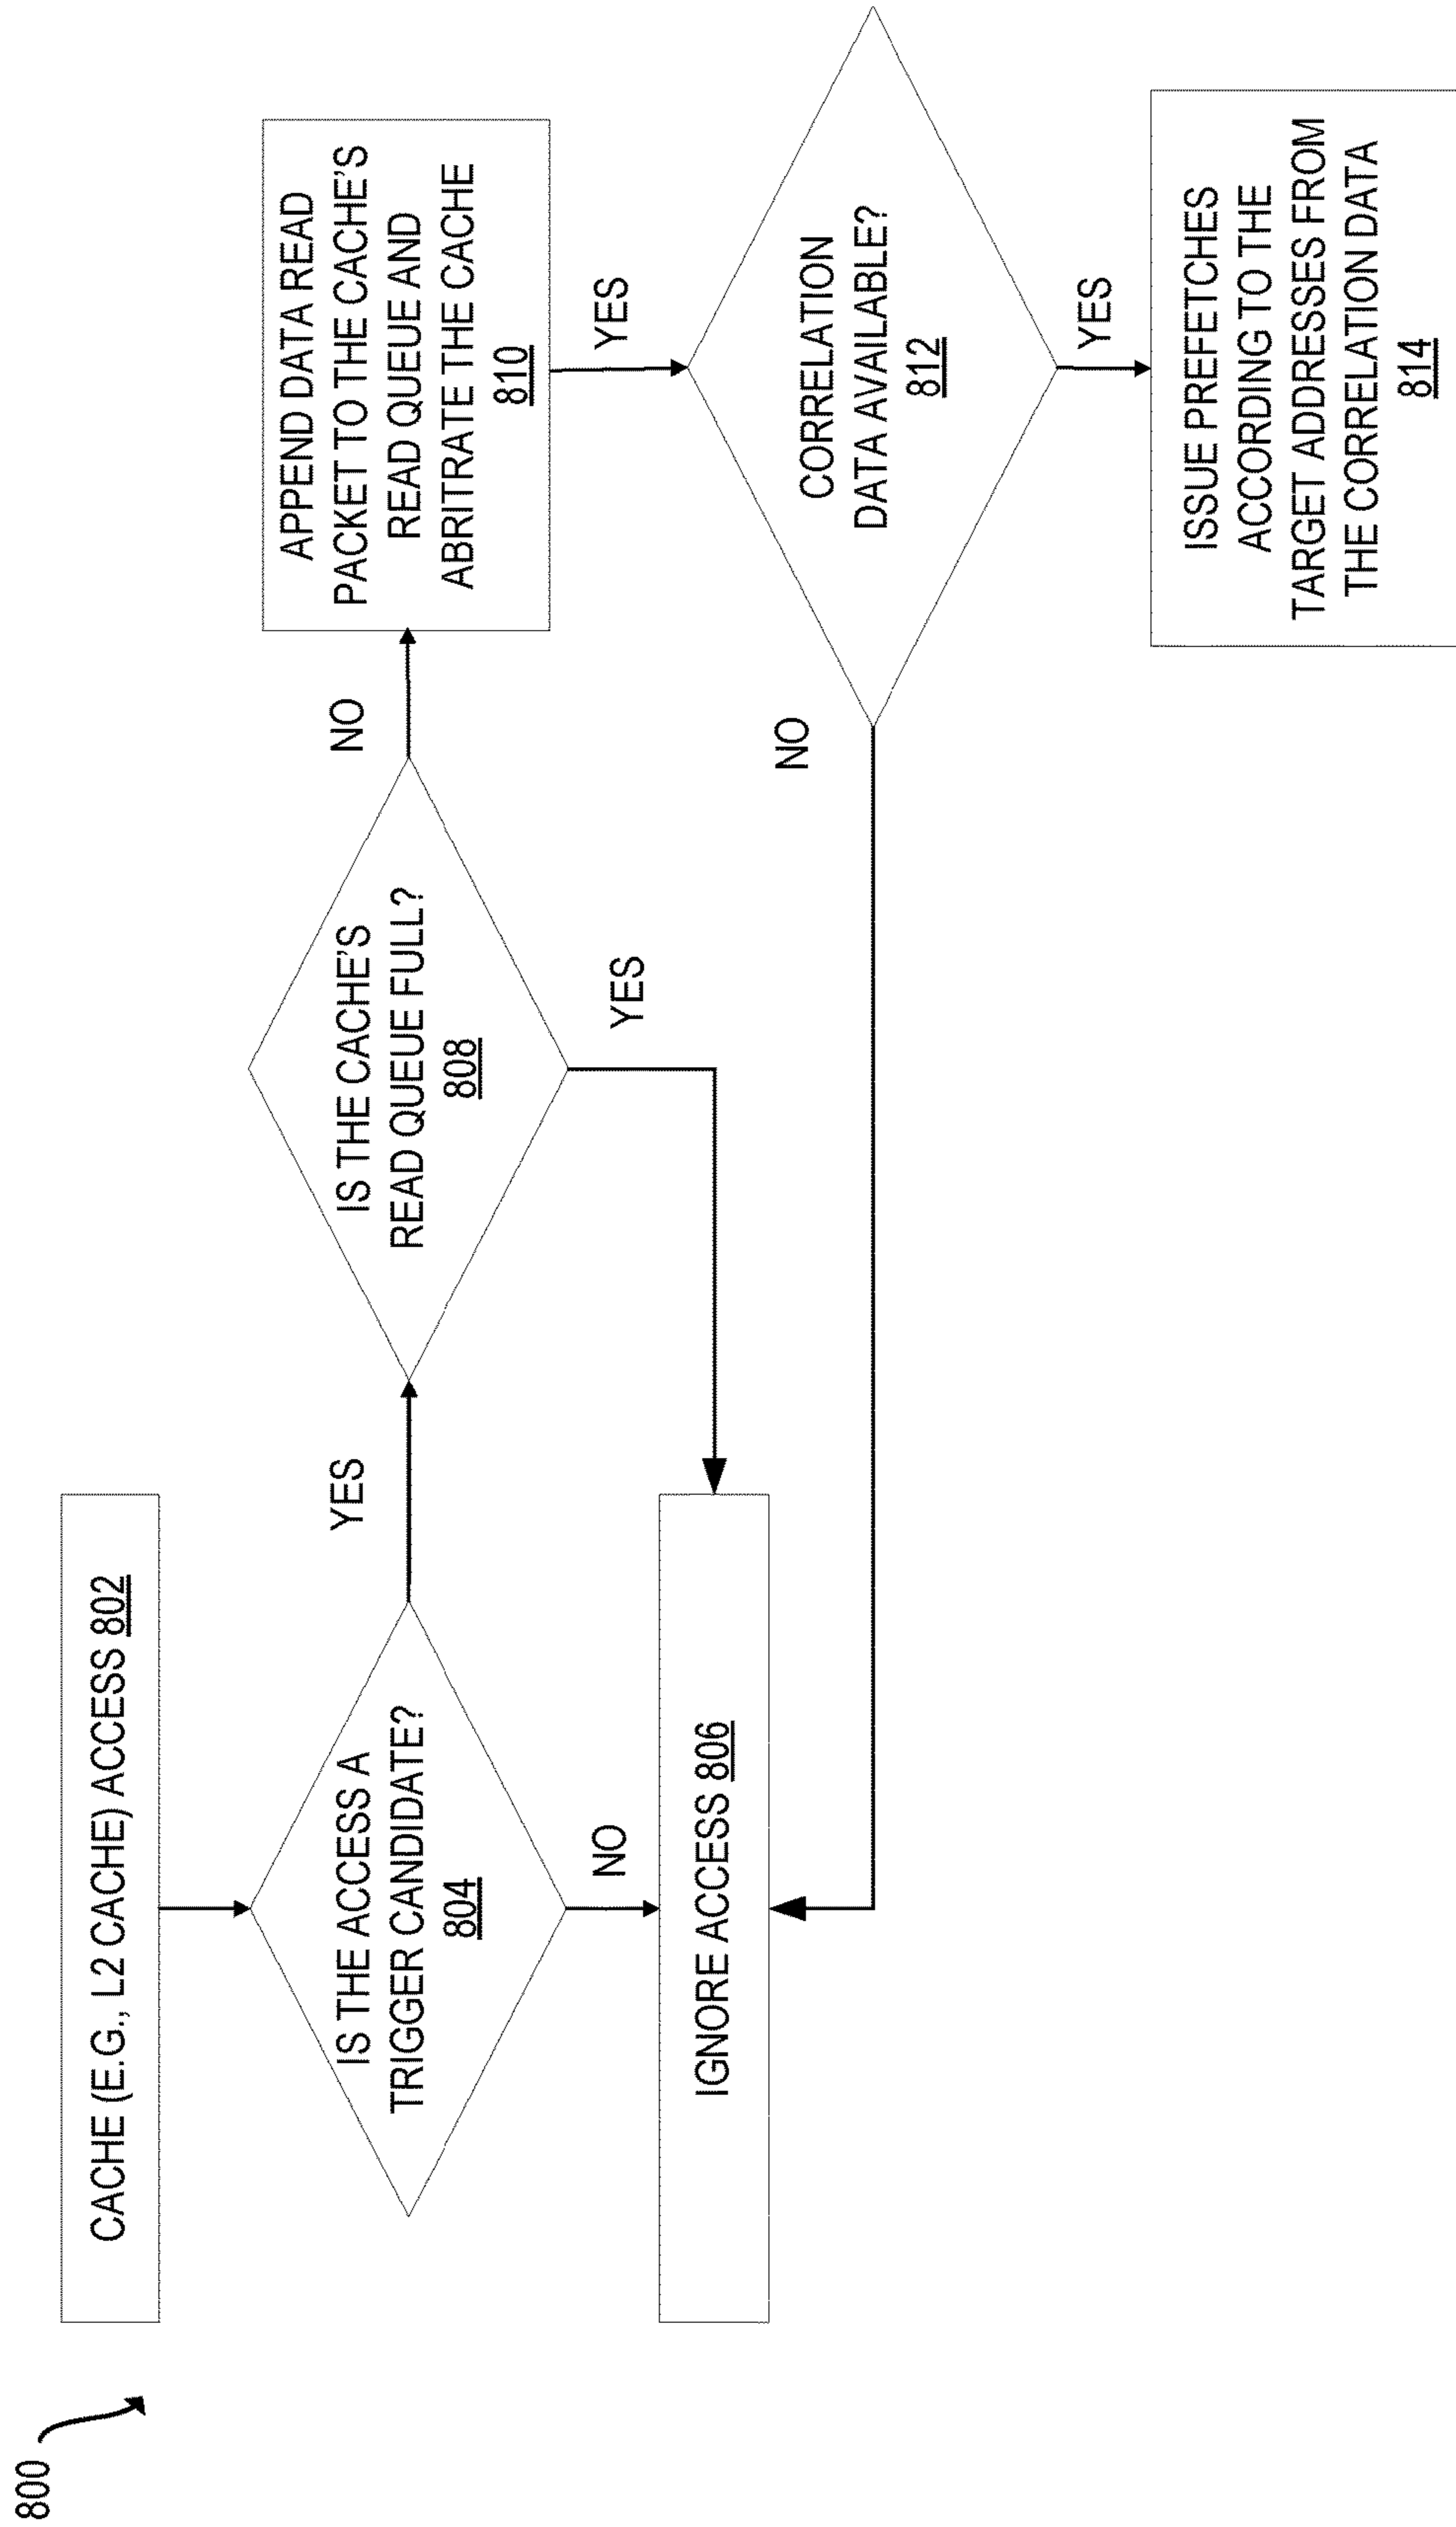 800
CACHE (E.G., L2 CACHE) ACCESS 802
IS THE ACCESS A
TRIGGER CANDIDATE?
804
YES
NO
IS THE CACHE'S
READ QUEUE FULL?
808
NO
YES
APPEND DATA READ
PACKET TO THE CACHE'S
READ QUEUE AND
ABRITRATE THE CACHE
810
YES
IGNORE ACCESS 806
NO
CORRELATION
DATA AVAILABLE?
812
YES
ISSUE PREFETCHES
ACCORDING TO THE
TARGET ADDRESSES FROM
THE CORRELATION DATA
814